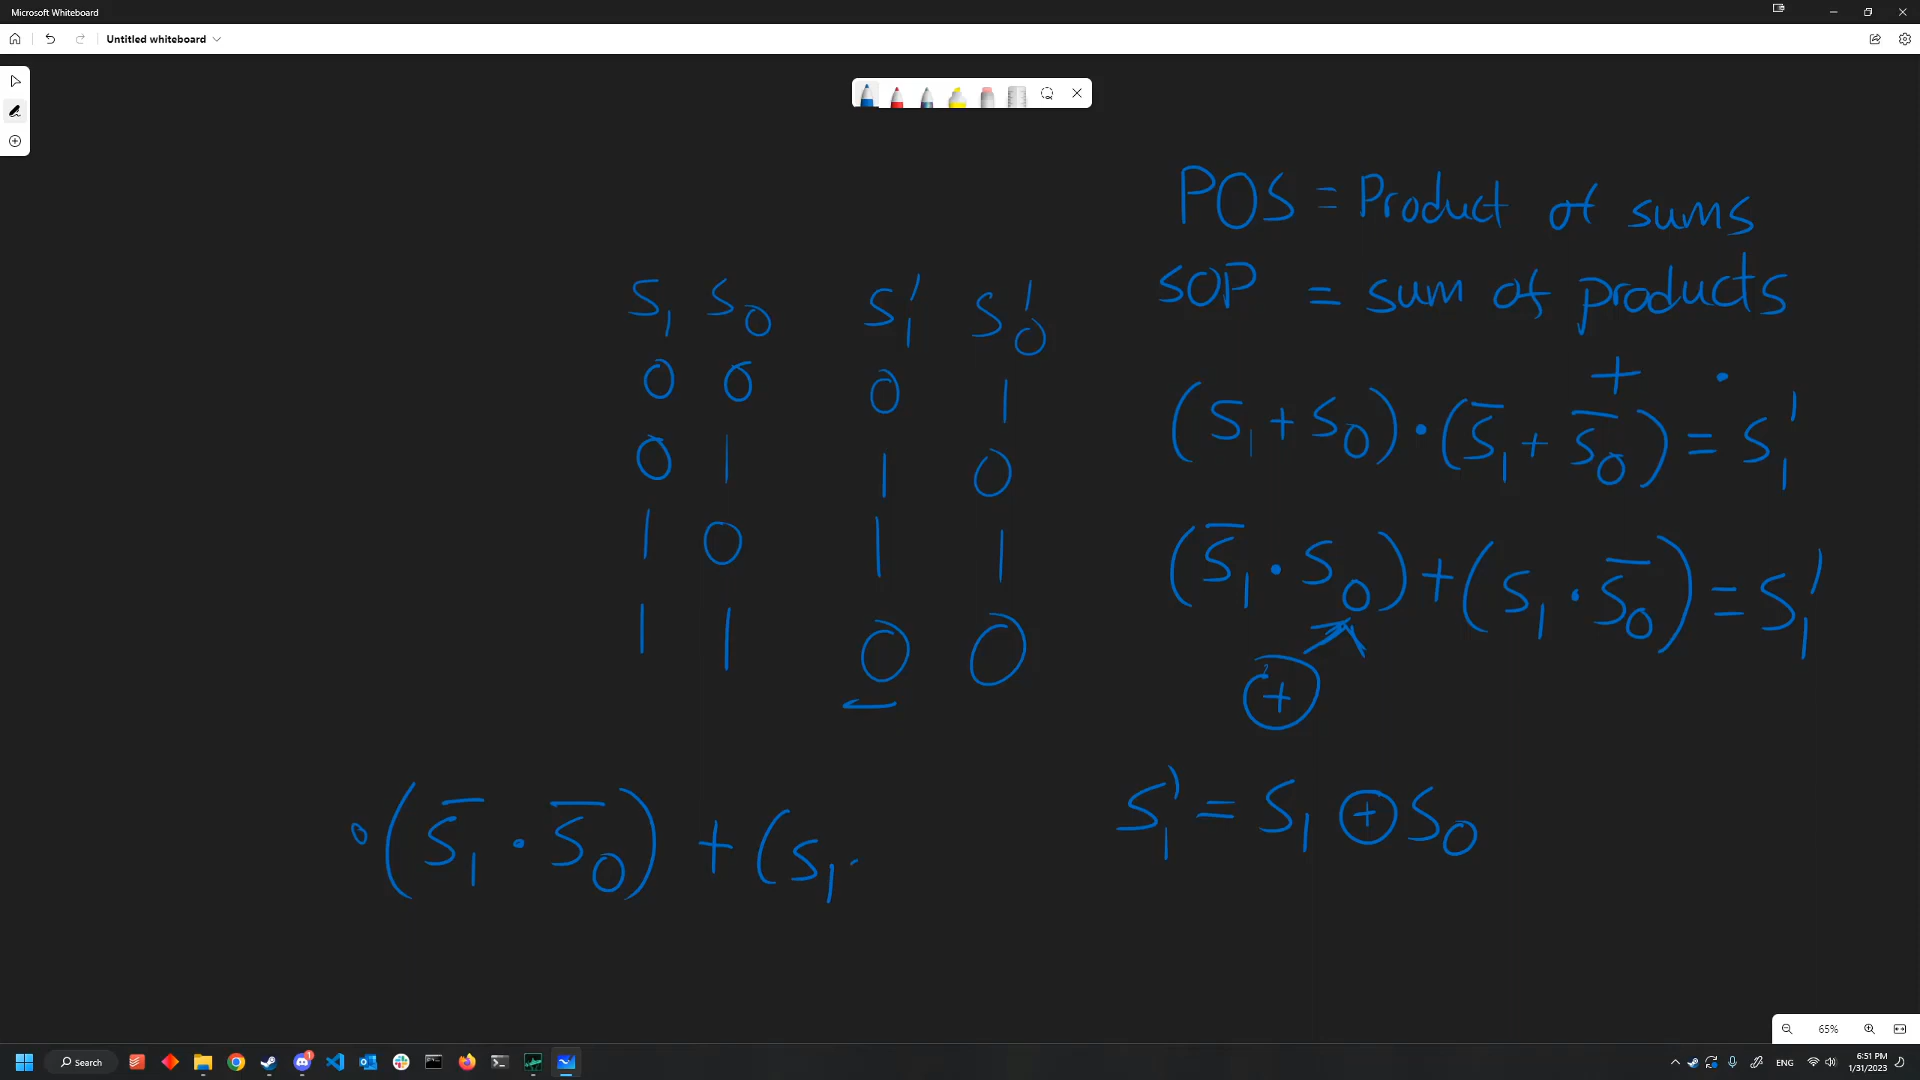 Microsoft Whiteboard
Untitled whiteboard
POS = Product of sums
SOP = sum of products
+ ·
S₁ S₀ S₁' S₀'
0 0 0 1
0 1 1 0
1 0 1 1
1 1 0 0
(S₁ + S₀) · (S̅₁ + S̅₀) = S₁'
(S̅₁ · S₀) + (S₁ · S̅₀) = S₁'
⊕
S₁' = S₁ ⊕ S₀
(S̅₁ · S̅₀) + (S₁ ·
65%
Search
1
ENG
6:51 PM
1/31/2023